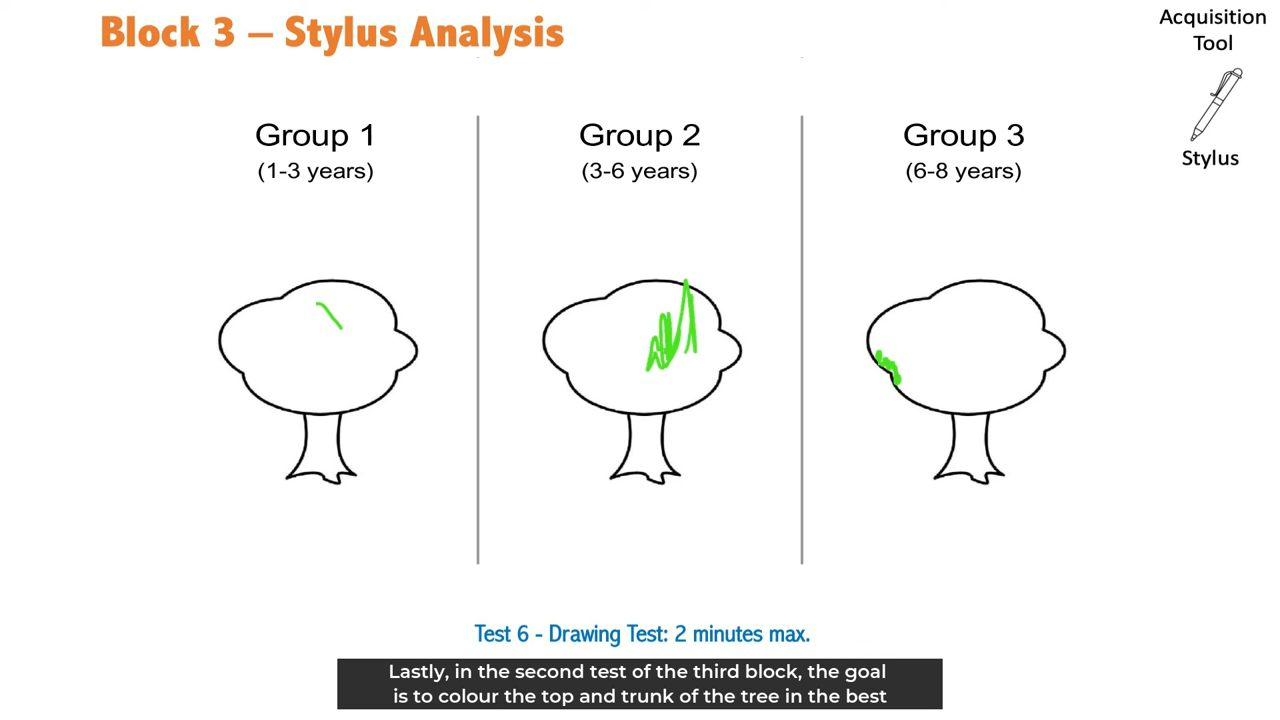 Block 3 – Stylus Analysis
Acquisition
Tool
Stylus
Group 1
(1-3 years)
Group 2
(3-6 years)
Group 3
(6-8 years)
Test 6 - Drawing Test: 2 minutes max.
Lastly, in the second test of the third block, the goal
is to colour the top and trunk of the tree in the best